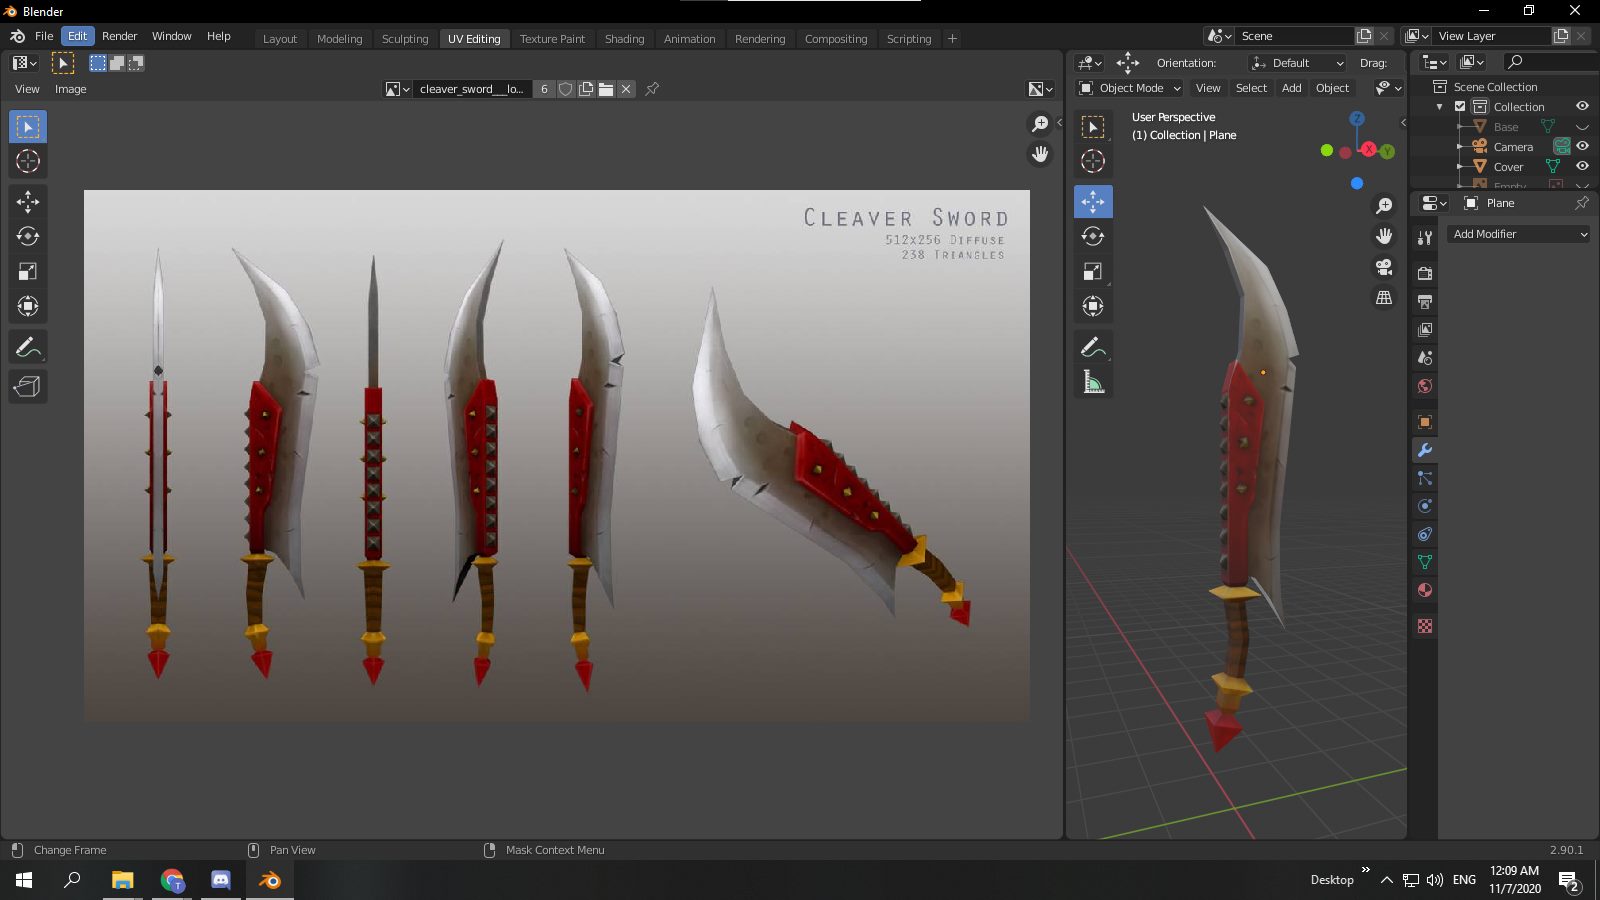 Blender
File Edit Render Window Help
Layout Modeling Sculpting UV Editing Texture Paint Shading Animation Rendering Compositing Scripting +
Scene
View Layer
Orientation: Default Drag:
View Image
cleaver_sword___lo... 6
Object Mode View Select Add Object
Scene Collection
Collection
Base
Camera
Cover
Empty
User Perspective
(1) Collection | Plane
Z
X
Y
Plane
Add Modifier
Cleaver Sword
512x256 Diffuse
238 Triangles
Change Frame Pan View Mask Context Menu 2.90.1
T
Desktop » ENG 12:09 AM
11/7/2020
2